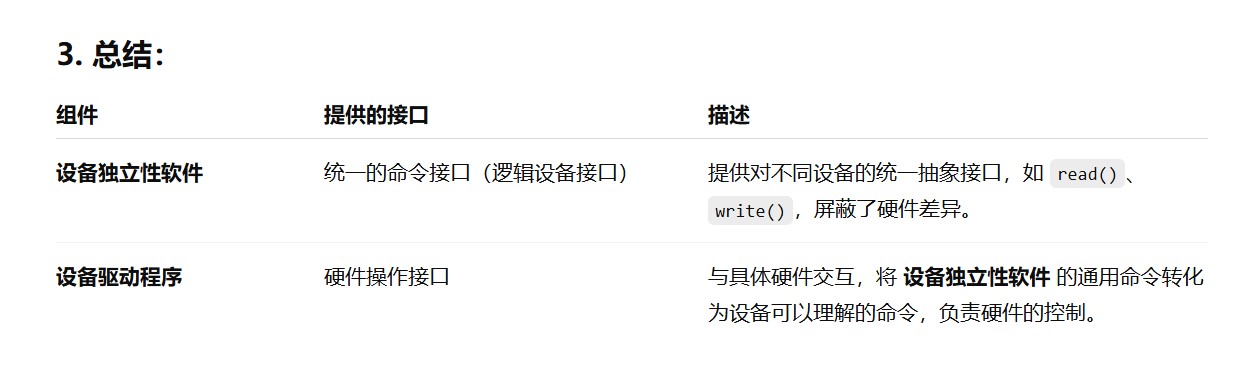 3. 总结：
组件 提供的接口 描述
设备独立性软件 统一的命令接口（逻辑设备接口） 提供对不同设备的统一抽象接口，如 read()、
write()，屏蔽了硬件差异。
设备驱动程序 硬件操作接口 与具体硬件交互，将 设备独立性软件 的通用命令转化
为设备可以理解的命令，负责硬件的控制。